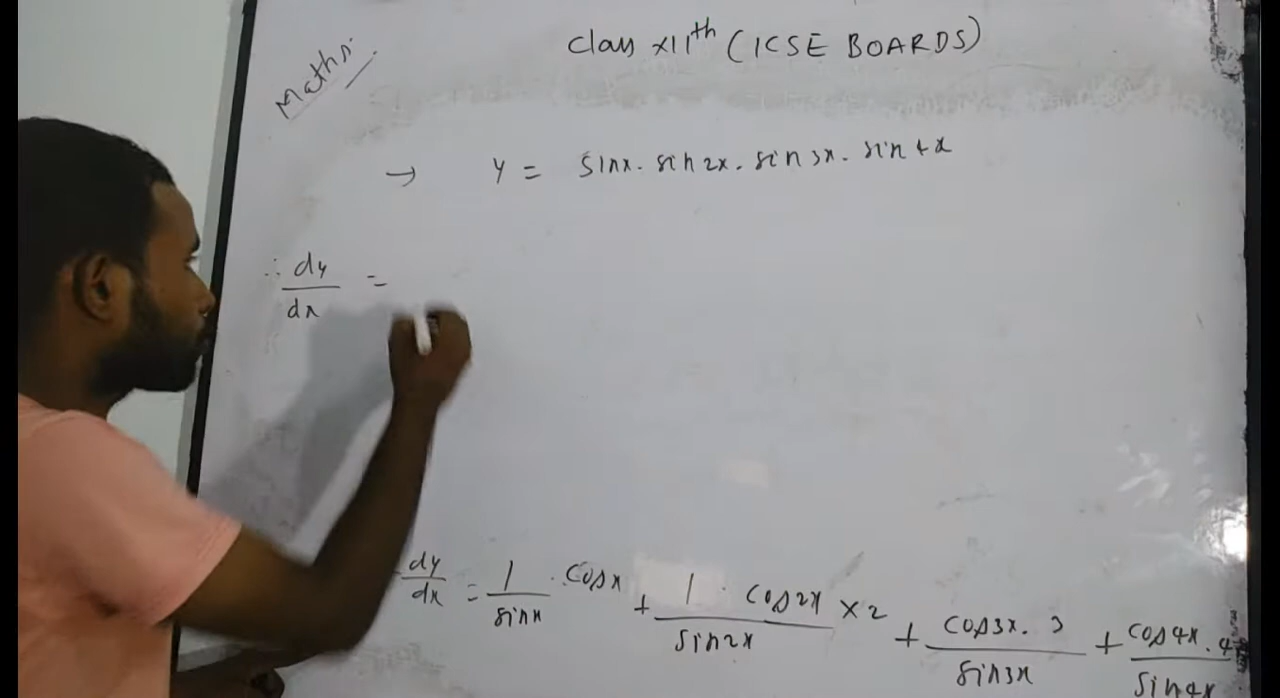 Maths.
Class XIIth (ICSE BOARDS)
→ y = sinx. sin2x. sin3x. sin4x
∴ dy/dx =
dy/dx = 1/sinx . cosx + 1/sin2x . cos2x × 2 + cos3x. 3/sin3x + cos4x. 4/sin4x